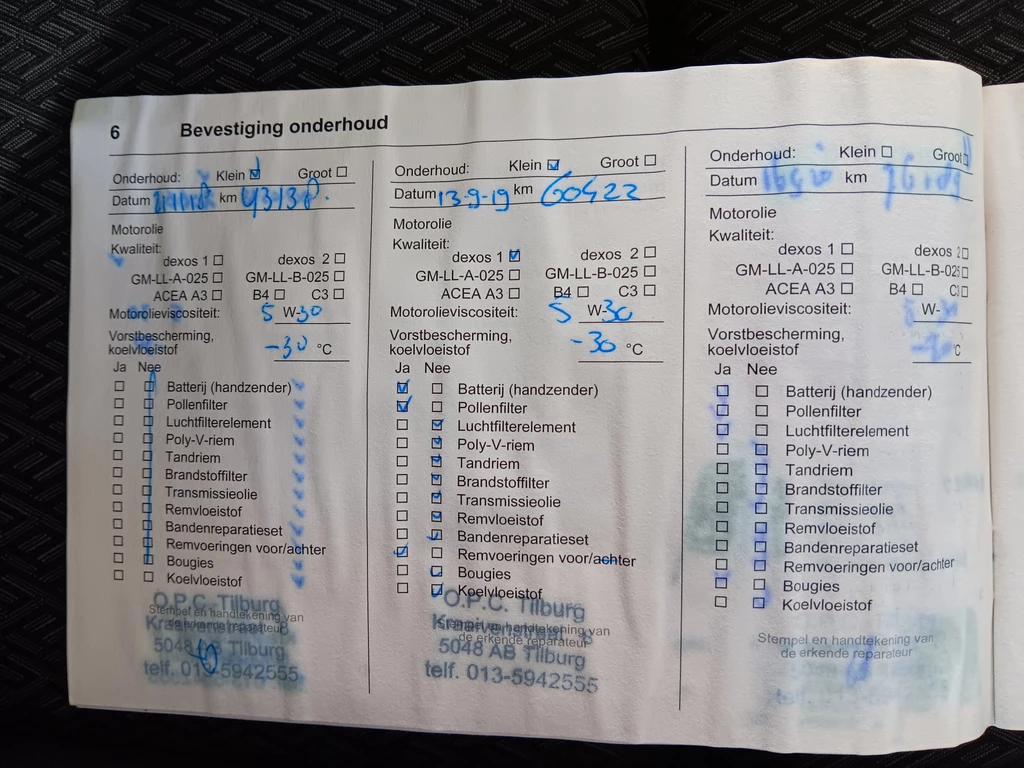 6 Bevestiging onderhoud
Onderhoud: Klein ☑ Groot ☐
Datum km 43138.
Motorolie
Kwaliteit:
dexos 1 ☐ dexos 2 ☐
GM-LL-A-025 ☐ GM-LL-B-025 ☐
ACEA A3 ☐ B4 ☐ C3 ☐
Motorolieviscositeit: 5 W-30
Vorstbescherming,
koelvloeistof -30 °C
Ja Nee
Batterij (handzender)
Pollenfilter
Luchtfilterelement
Poly-V-riem
Tandriem
Brandstoffilter
Transmissieolie
Remvloeistof
Bandenreparatieset
Remvoeringen voor/achter
Bougies
Koelvloeistof
Stempel en handtekening van
de erkende reparateur
O.P.C. Tilburg
5048 Tilburg
telf. 013-5942555
Onderhoud: Klein ☑ Groot ☐
Datum 13-9-19 km 60422
Motorolie
Kwaliteit:
dexos 1 ☑ dexos 2 ☐
GM-LL-A-025 ☐ GM-LL-B-025 ☐
ACEA A3 ☐ B4 ☐ C3 ☐
Motorolieviscositeit: 5 W-30
Vorstbescherming,
koelvloeistof -30 °C
Ja Nee
Batterij (handzender)
Pollenfilter
Luchtfilterelement
Poly-V-riem
Tandriem
Brandstoffilter
Transmissieolie
Remvloeistof
Bandenreparatieset
Remvoeringen voor/achter
Bougies
Koelvloeistof
Stempel en handtekening van
de erkende reparateur
O.P.C. Tilburg
5048 AB Tilburg
telf. 013-5942555
Onderhoud: Klein ☐ Groot ☐
Datum km
Motorolie
Kwaliteit:
dexos 1 ☐ dexos 2 ☐
GM-LL-A-025 ☐ GM-LL-B-025 ☐
ACEA A3 ☐ B4 ☐ C3 ☐
Motorolieviscositeit: W-
Vorstbescherming,
koelvloeistof °C
Ja Nee
Batterij (handzender)
Pollenfilter
Luchtfilterelement
Poly-V-riem
Tandriem
Brandstoffilter
Transmissieolie
Remvloeistof
Bandenreparatieset
Remvoeringen voor/achter
Bougies
Koelvloeistof
Stempel en handtekening van
de erkende reparateur